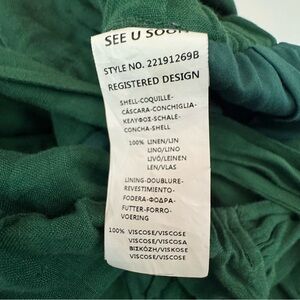 SEE U SOON
STYLE NO. 22191269B
REGISTERED DESIGN
SHELL-COQUILLE-
CÁSCARA-CONCHIGLIA-
ΚΕΛΥΦΟΣ-SCHALE-
CONCHA-SHELL
100% LINEN/LIN
LINO/LINO
ΛΙΝΟ/LEINEN
LEN/VLAS
LINING-DOUBLURE-
REVESTIMIENTO-
FODERA-ΦΟΔΡΑ-
FUTTER-FORRO-
VOERING
100% VISCOSE/VISCOSE
VISCOSE/VISCOSA
ΒΙΣΚΟΖΗ/VISKOSE
VISCOSE/VISCOSE